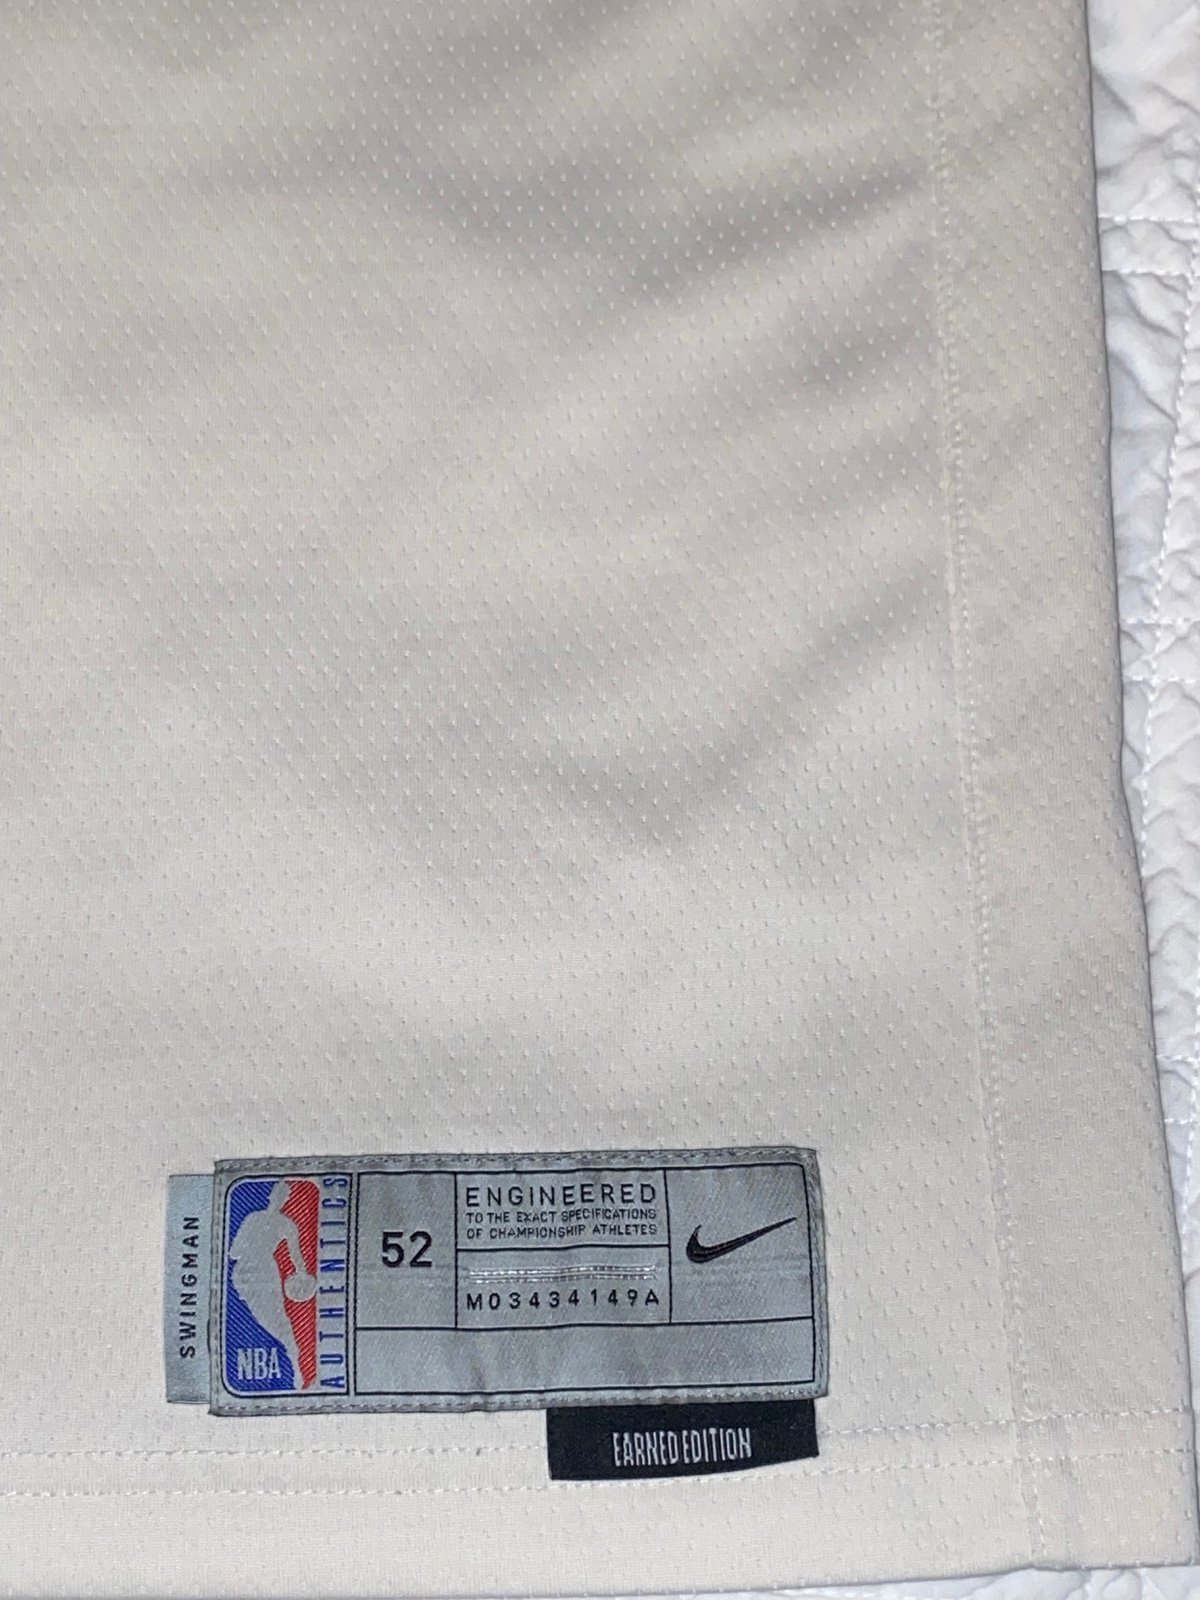 SWINGMAN
NBA
AUTHENTICS
52
ENGINEERED
TO THE EXACT SPECIFICATIONS
OF CHAMPIONSHIP ATHLETES
M03434149A
EARNED EDITION